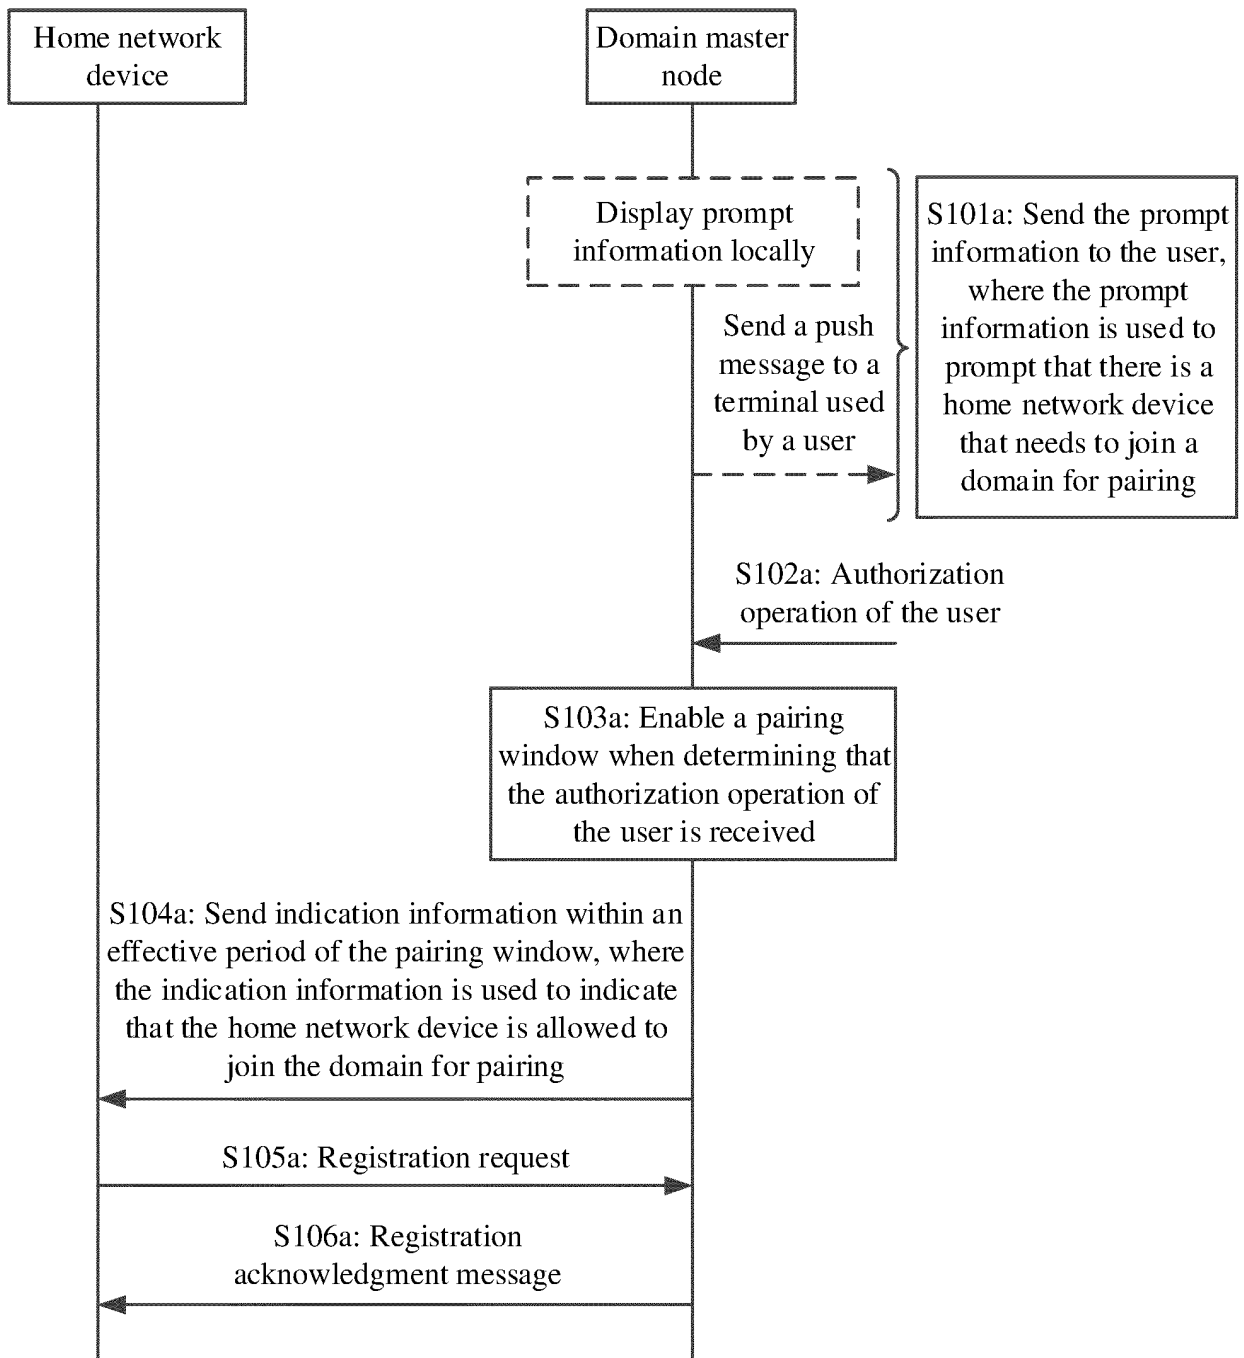 Home network
device
Domain master
node
Display prompt
information locally
Send a push
message to a
terminal used
by a user
S101a: Send the prompt
information to the user,
where the prompt
information is used to
prompt that there is a
home network device
that needs to join a
domain for pairing
S102a: Authorization
operation of the user
S103a: Enable a pairing
window when determining that
the authorization operation of
the user is received
S104a: Send indication information within an
effective period of the pairing window, where
the indication information is used to indicate
that the home network device is allowed to
join the domain for pairing
S105a: Registration request
S106a: Registration
acknowledgment message